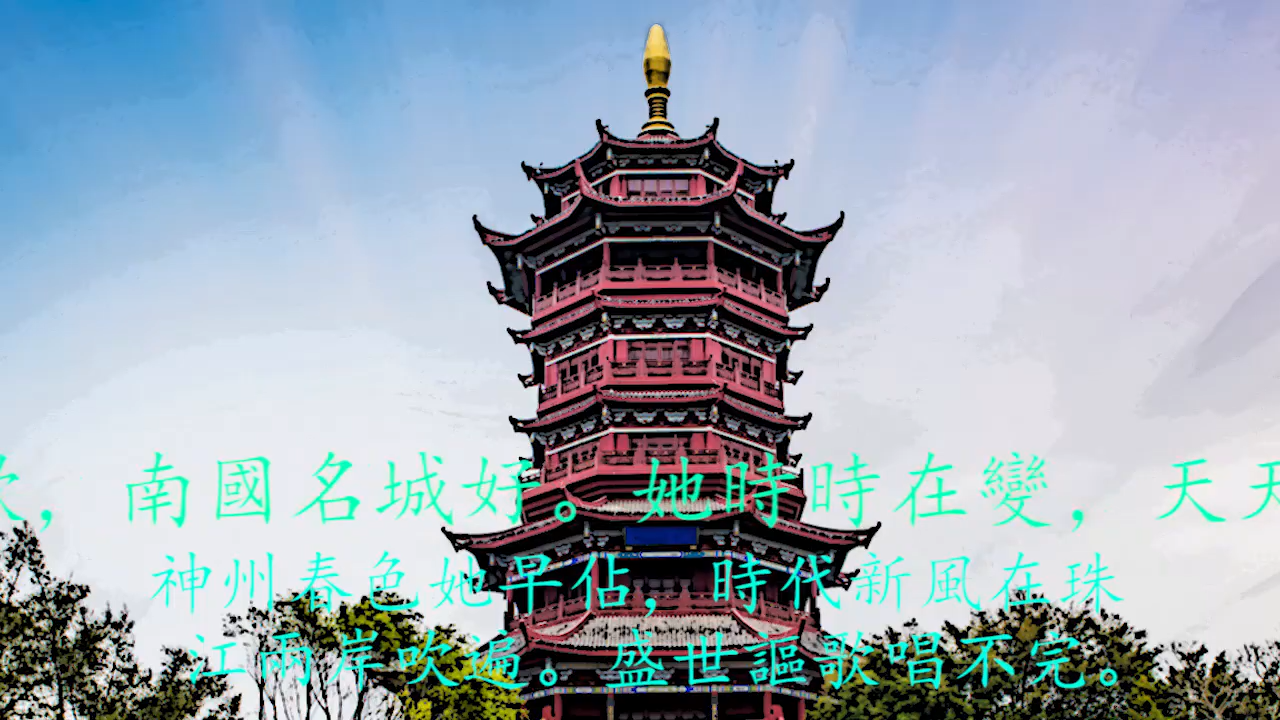 ，南國名城好。她時時在變，天天
神州春色她早佔，時代新風在珠
江兩岸吹遍。盛世謳歌唱不完。